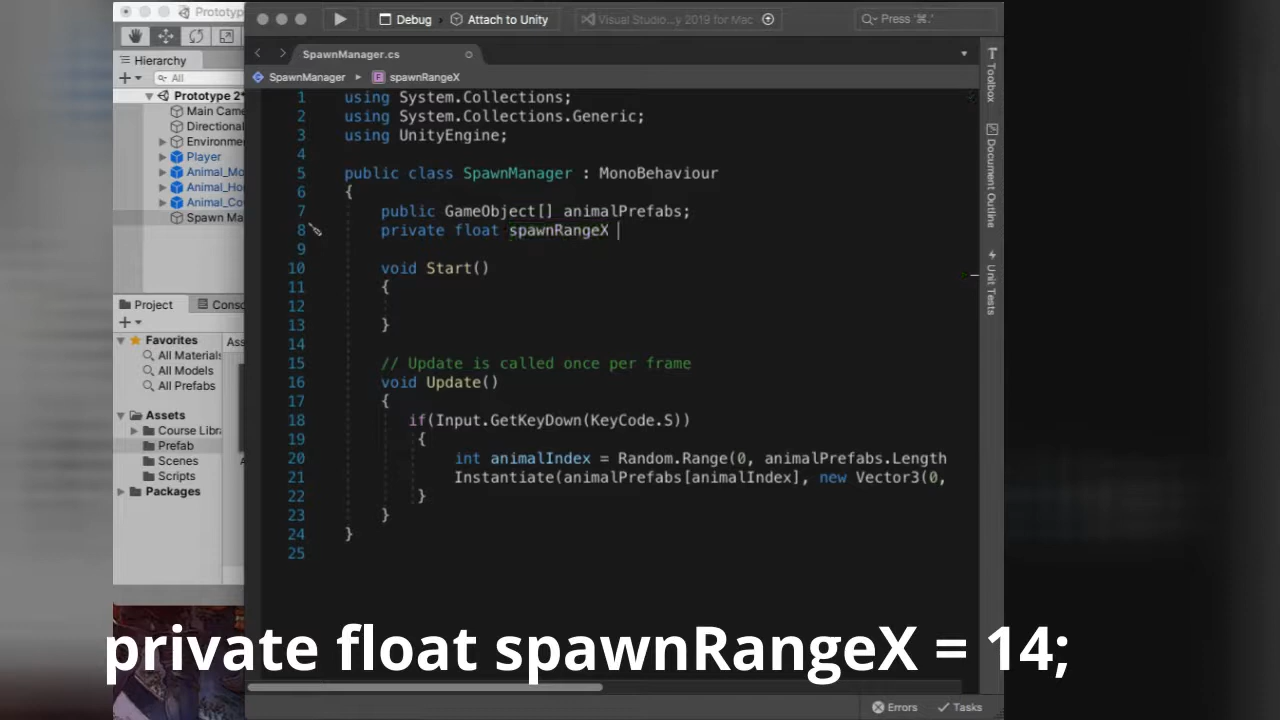 Prototyp
Debug
Attach to Unity
Visual Studio...y 2019 for Mac
Press '⌘.'
Hierarchy
All
Prototype 2*
Main Came
Directional
Environme
Player
Animal_Mo
Animal_Ho
Animal_Co
Spawn Ma
Project
Conso
Favorites
Ass
All Materials
All Models
All Prefabs
Assets
Course Libra
Prefab
Scenes
Scripts
Packages
SpawnManager.cs
SpawnManager
spawnRangeX
1 using System.Collections;
2 using System.Collections.Generic;
3 using UnityEngine;
4
5 public class SpawnManager : MonoBehaviour
6 {
7 public GameObject[] animalPrefabs;
8 private float spawnRangeX
9
10 void Start()
11 {
12
13 }
14
15 // Update is called once per frame
16 void Update()
17 {
18 if(Input.GetKeyDown(KeyCode.S))
19 {
20 int animalIndex = Random.Range(0, animalPrefabs.Length
21 Instantiate(animalPrefabs[animalIndex], new Vector3(0,
22 }
23 }
24 }
25
Toolbox
Document Outline
Unit Tests
private float spawnRangeX = 14;
Errors
Tasks